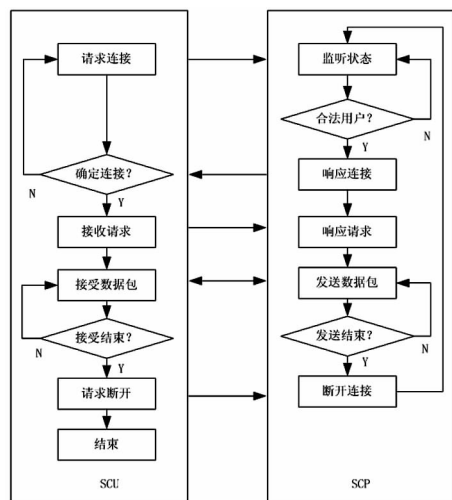 请求连接
确定连接?
N
Y
接收请求
接受数据包
接受结束?
N
Y
请求断开
结束
SCU
监听状态
合法用户?
N
Y
响应连接
响应请求
发送数据包
发送结束?
N
Y
断开连接
SCP